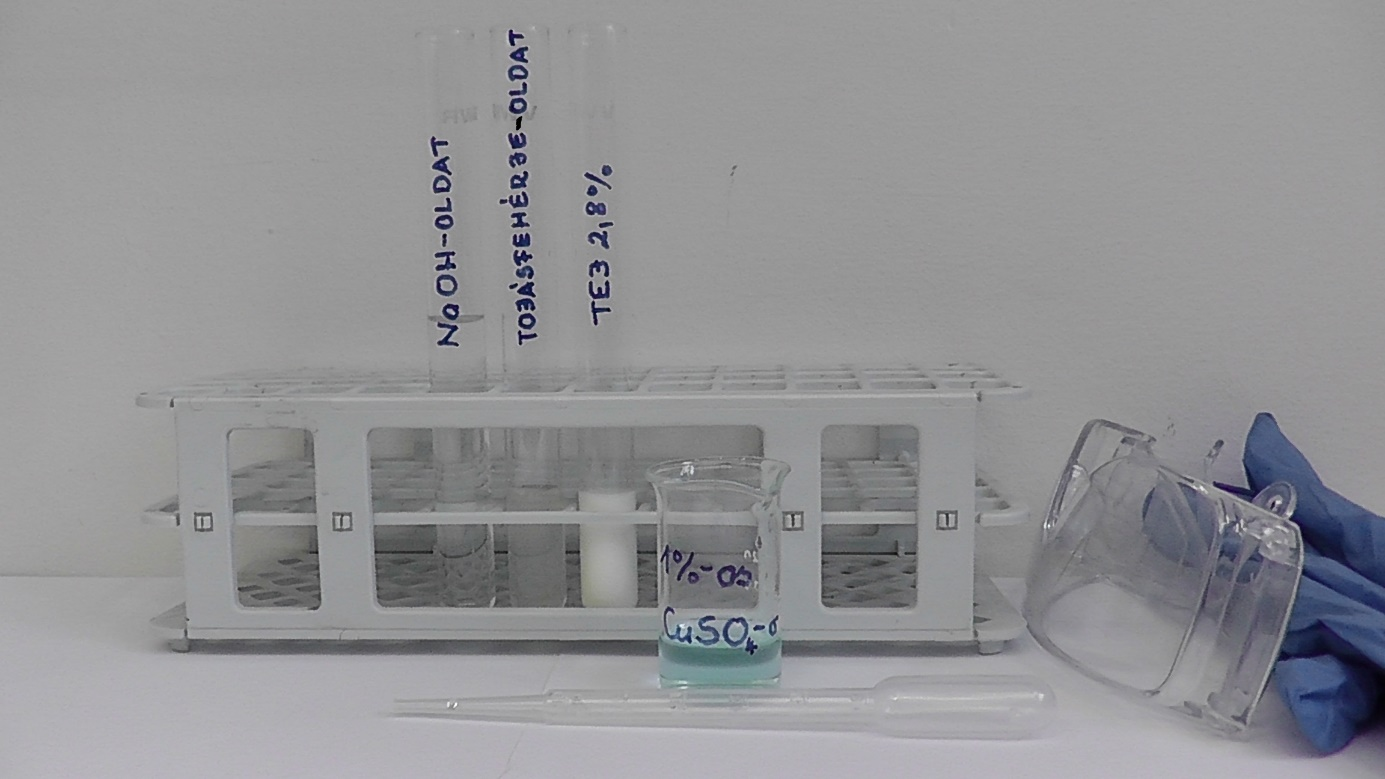 NaOH-OLDAT
TOJÁSFEHÉRJE-OLDAT
TEJ 2,8%
1%-os
CuSO₄-o